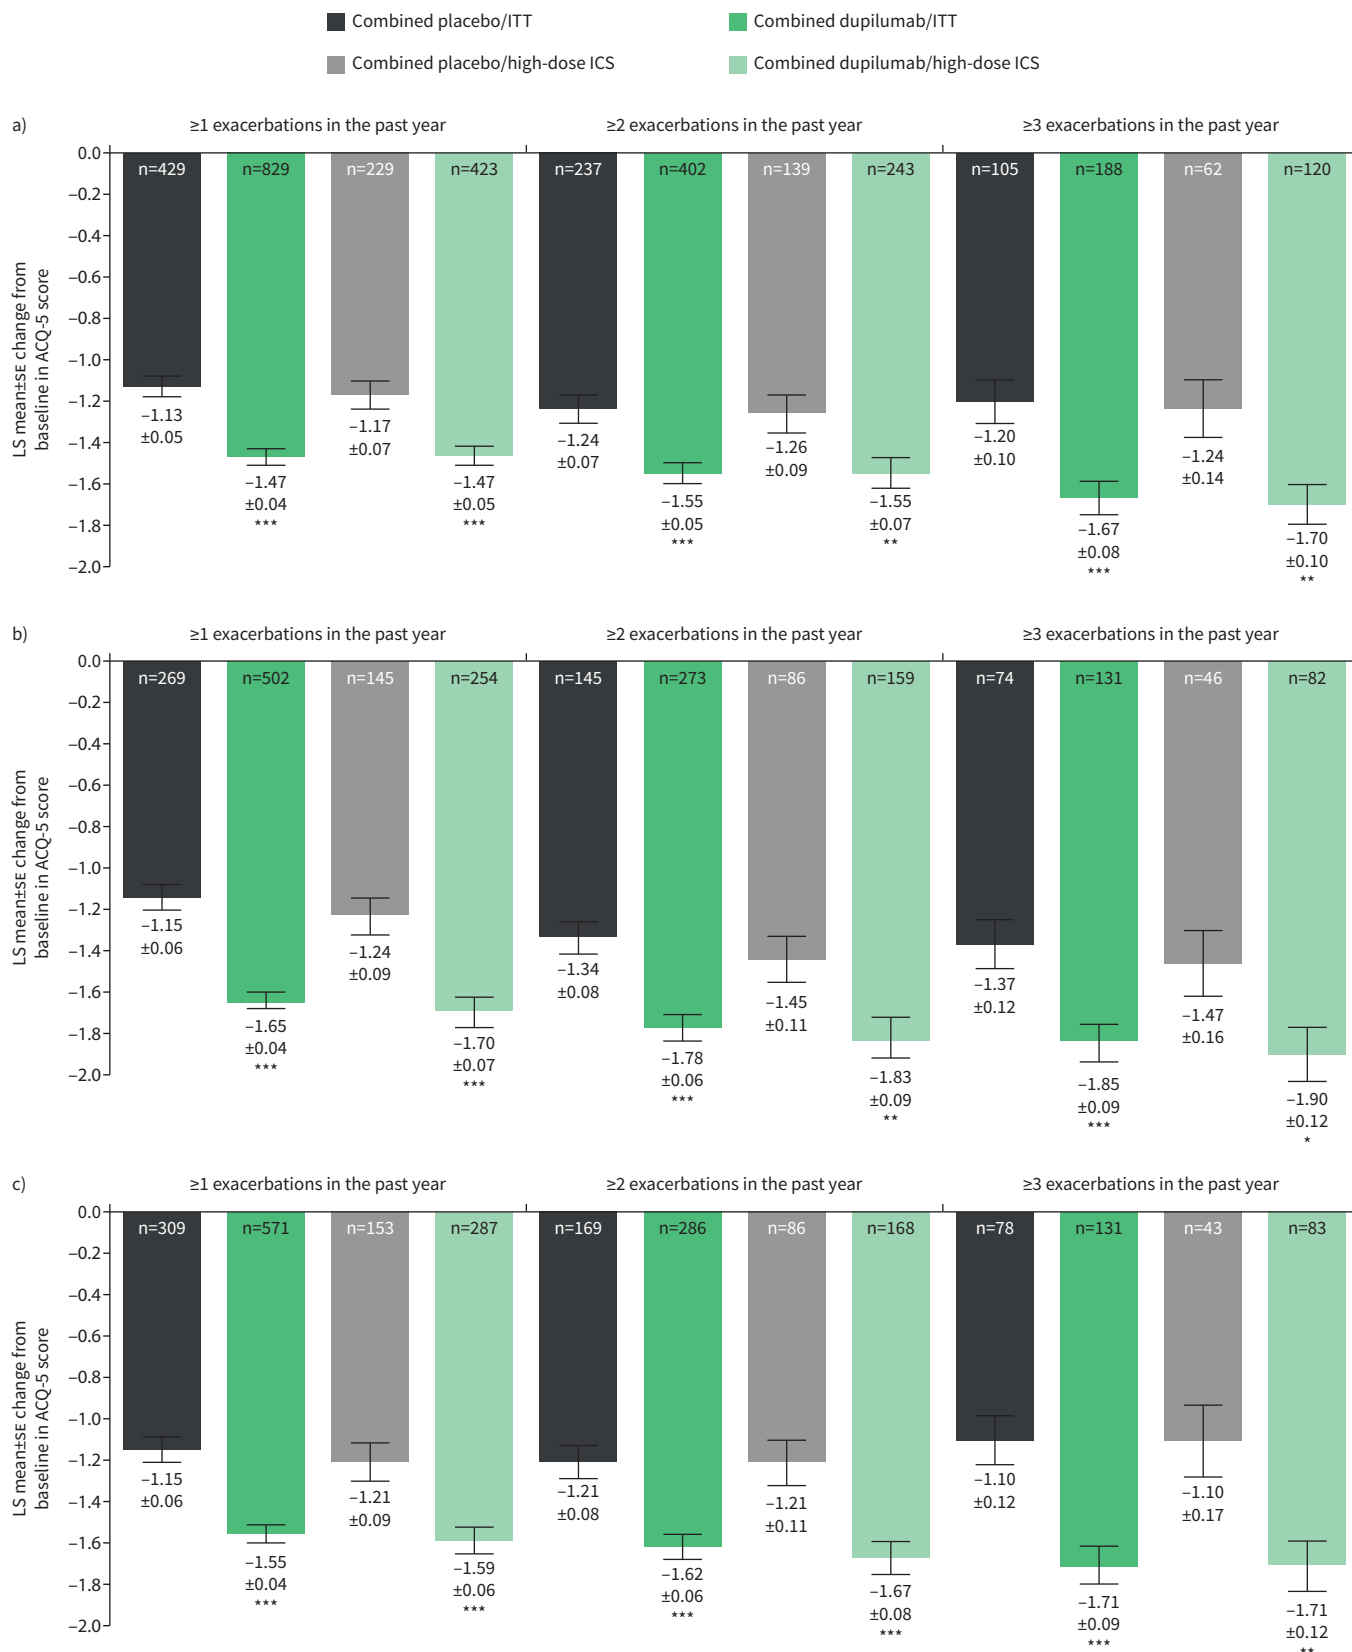 Combined placebo/ITT
Combined dupilumab/ITT
Combined placebo/high-dose ICS
Combined dupilumab/high-dose ICS
a)
≥1 exacerbations in the past year
≥2 exacerbations in the past year
≥3 exacerbations in the past year
LS mean±SE change from
baseline in ACQ-5 score
0.0
–0.2
–0.4
–0.6
–0.8
–1.0
–1.2
–1.4
–1.6
–1.8
–2.0
n=429
n=829
n=229
n=423
n=237
n=402
n=139
n=243
n=105
n=188
n=62
n=120
–1.13
±0.05
–1.47
±0.04
***
–1.17
±0.07
–1.47
±0.05
***
–1.24
±0.07
–1.55
±0.05
***
–1.26
±0.09
–1.55
±0.07
**
–1.20
±0.10
–1.67
±0.08
***
–1.24
±0.14
–1.70
±0.10
**
b)
≥1 exacerbations in the past year
≥2 exacerbations in the past year
≥3 exacerbations in the past year
LS mean±SE change from
baseline in ACQ-5 score
0.0
–0.2
–0.4
–0.6
–0.8
–1.0
–1.2
–1.4
–1.6
–1.8
–2.0
n=269
n=502
n=145
n=254
n=145
n=273
n=86
n=159
n=74
n=131
n=46
n=82
–1.15
±0.06
–1.65
±0.04
***
–1.24
±0.09
–1.70
±0.07
***
–1.34
±0.08
–1.78
±0.06
***
–1.45
±0.11
–1.83
±0.09
**
–1.37
±0.12
–1.85
±0.09
***
–1.47
±0.16
–1.90
±0.12
*
c)
≥1 exacerbations in the past year
≥2 exacerbations in the past year
≥3 exacerbations in the past year
LS mean±SE change from
baseline in ACQ-5 score
0.0
–0.2
–0.4
–0.6
–0.8
–1.0
–1.2
–1.4
–1.6
–1.8
–2.0
n=309
n=571
n=153
n=287
n=169
n=286
n=86
n=168
n=78
n=131
n=43
n=83
–1.15
±0.06
–1.55
±0.04
***
–1.21
±0.09
–1.59
±0.06
***
–1.21
±0.08
–1.62
±0.06
***
–1.21
±0.11
–1.67
±0.08
***
–1.10
±0.12
–1.71
±0.09
***
–1.10
±0.17
–1.71
±0.12
**